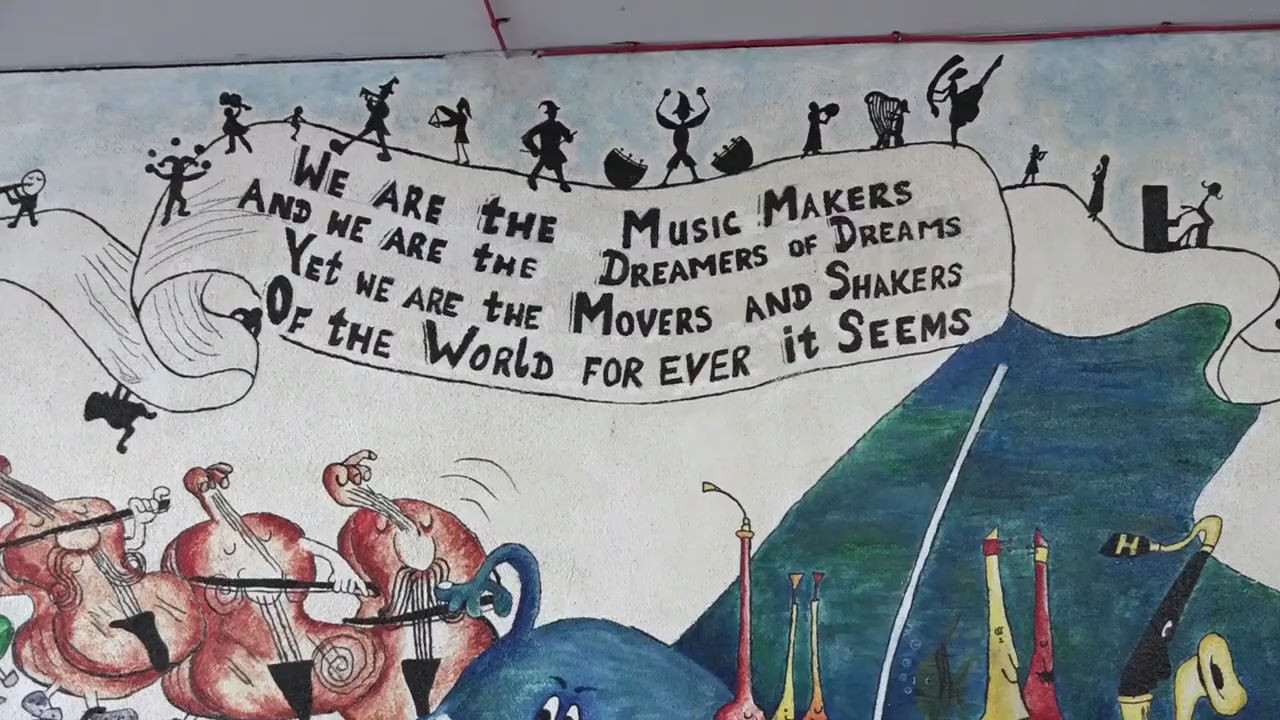 We are the Music Makers
And we are the Dreamers of Dreams
Yet we are the Movers and Shakers
Of the World for ever it Seems
H